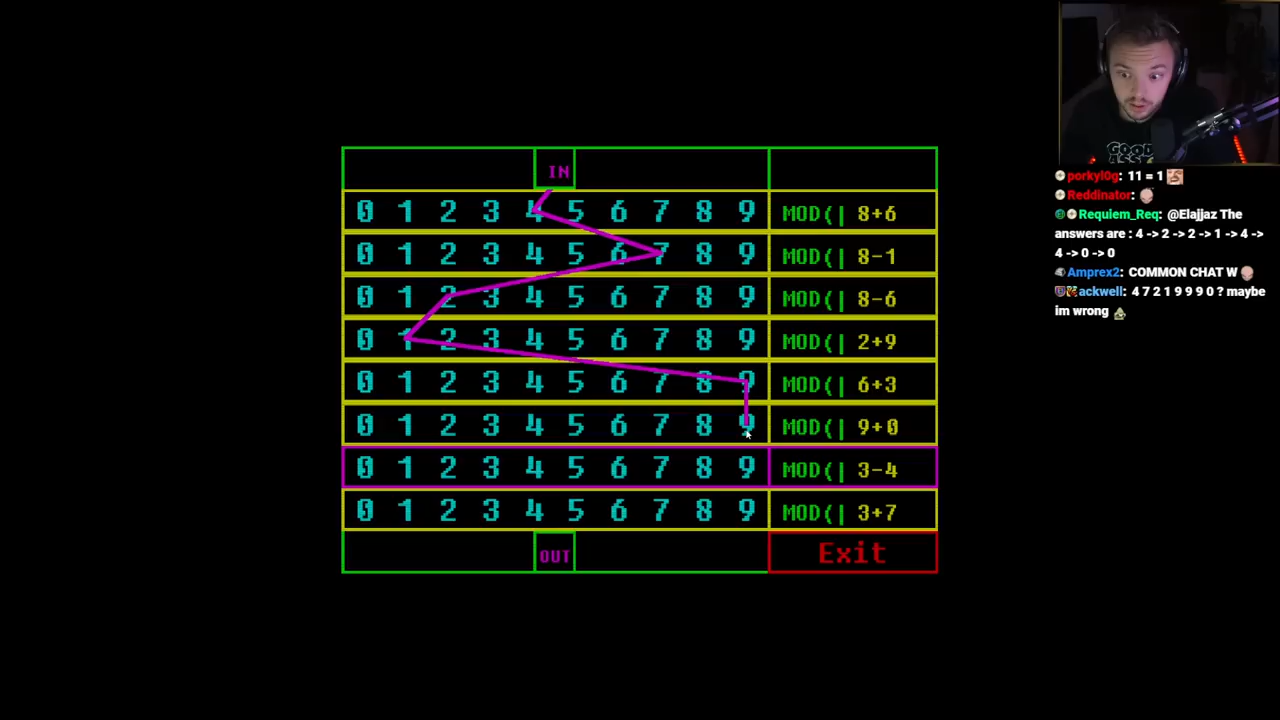 IN
0 1 2 3 4 5 6 7 8 9 MOD(| 8+6
0 1 2 3 4 5 6 7 8 9 MOD(| 8-1
0 1 2 3 4 5 6 7 8 9 MOD(| 8-6
0 1 2 3 4 5 6 7 8 9 MOD(| 2+9
0 1 2 3 4 5 6 7 8 9 MOD(| 6+3
0 1 2 3 4 5 6 7 8 9 MOD(| 9+0
0 1 2 3 4 5 6 7 8 9 MOD(| 3-4
0 1 2 3 4 5 6 7 8 9 MOD(| 3+7
OUT Exit
GOOD
porkyl0g: 11 = 1
Reddinator:
Requiem_Req: @Elajjaz The
answers are : 4 -> 2 -> 2 -> 1 -> 4 ->
4 -> 0 -> 0
Amprex2: COMMON CHAT W
ackwell: 4 7 2 1 9 9 9 0 ? maybe
im wrong